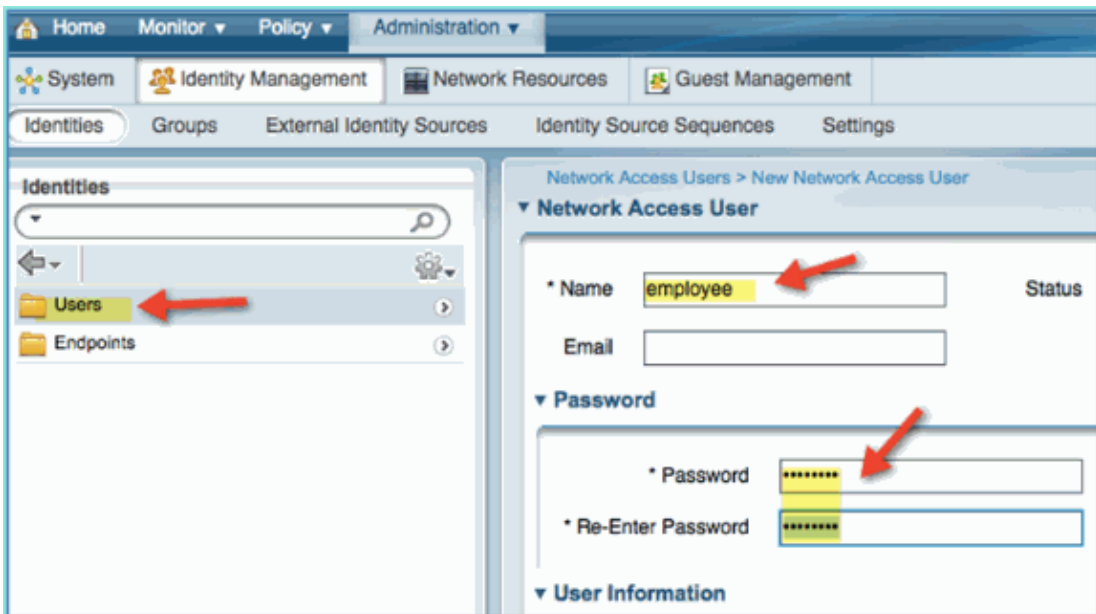 Home Monitor Policy Administration
System Identity Management Network Resources Guest Management
Identities Groups External Identity Sources Identity Source Sequences Settings
Identities
Users
Endpoints
Network Access Users > New Network Access User
Network Access User
* Name employee Status
Email
Password
* Password ••••••••
* Re-Enter Password ••••••••
User Information